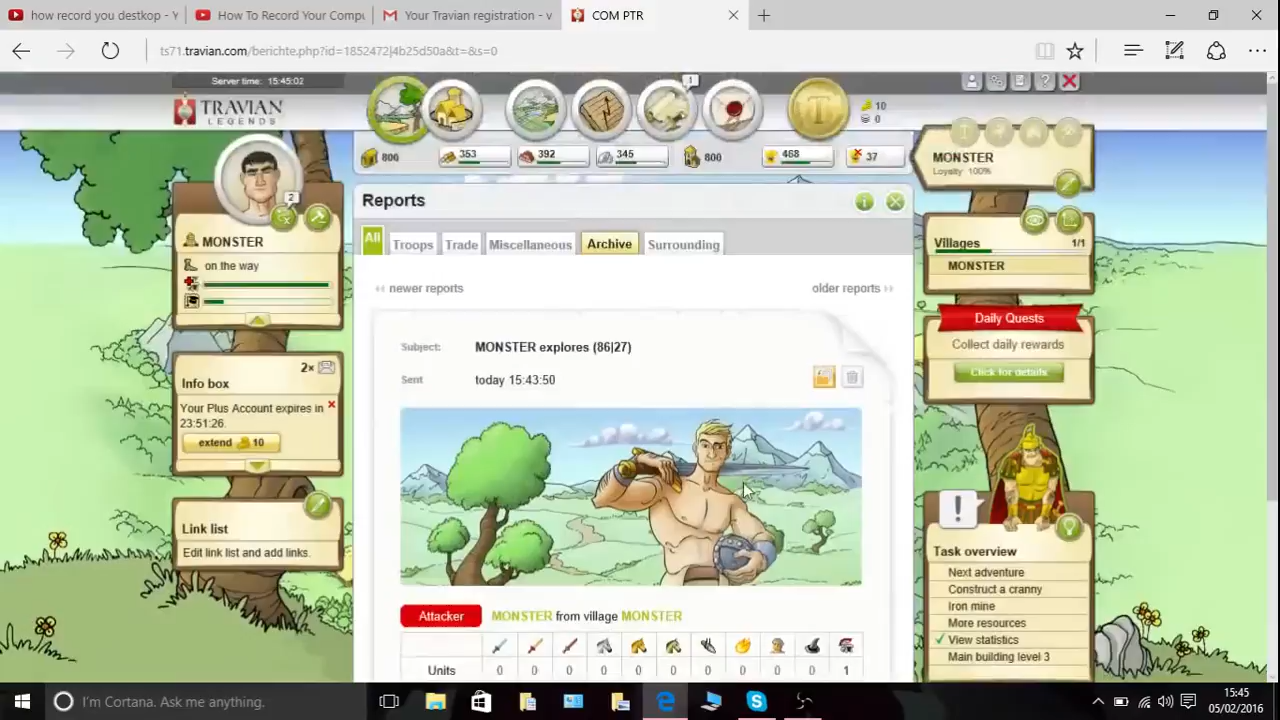 how record you destkop - Y
How To Record Your Compu
Your Travian registration - v
COM PTR
ts71.travian.com/berichte.php?id=1852472|4b25d50a&t=&s=0
Server time: 15:45:02
TRAVIAN
LEGENDS
1
T
10
0
800
353
392
345
800
468
37
MONSTER
Loyalty: 100%
2
MONSTER
on the way
Reports
All
Troops
Trade
Miscellaneous
Archive
Surrounding
Villages
1/1
MONSTER
newer reports
older reports
Daily Quests
Collect daily rewards
Click for details
2×
Info box
Your Plus Account expires in
23:51:26.
extend 10
Subject:
MONSTER explores (86|27)
Sent
today 15:43:50
Link list
Edit link list and add links.
!
Task overview
Next adventure
Construct a cranny
Iron mine
More resources
View statistics
Main building level 3
Attacker
MONSTER from village MONSTER
Units
0 0 0 0 0 0 0 0 0 0 1
I'm Cortana. Ask me anything.
15:45
05/02/2016